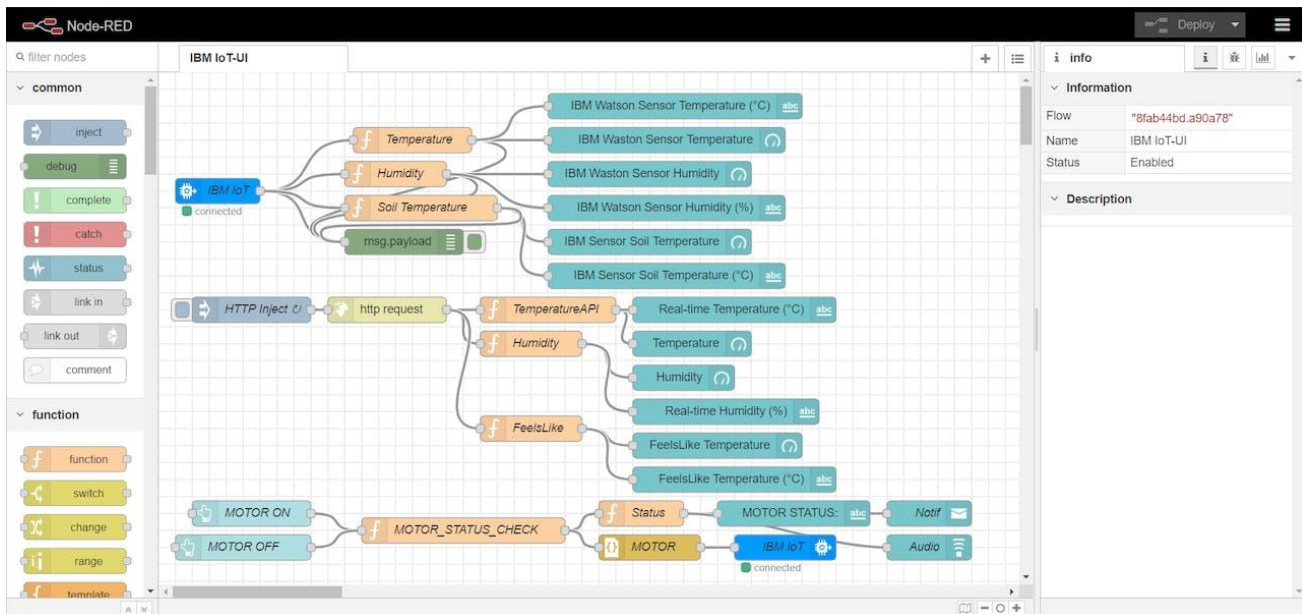 Node-RED
Deploy
filter nodes
IBM IoT-UI
common
inject
debug
complete
catch
status
link in
link out
comment
function
function
switch
change
range
template
IBM IoT
connected
Temperature
Humidity
Soil Temperature
msg.payload
IBM Watson Sensor Temperature (°C) abc
IBM Waston Sensor Temperature
IBM Waston Sensor Humidity
IBM Watson Sensor Humidity (%) abc
IBM Sensor Soil Temperature
IBM Sensor Soil Temperature (°C) abc
HTTP Inject ↻
http request
TemperatureAPI
Humidity
FeelsLike
Real-time Temperature (°C) abc
Temperature
Humidity
Real-time Humidity (%) abc
FeelsLike Temperature
FeelsLike Temperature (°C) abc
MOTOR ON
MOTOR OFF
MOTOR_STATUS_CHECK
Status
MOTOR STATUS: abc
Notif
MOTOR
IBM IoT
connected
Audio
i info
i
Information
Flow "8fab44bd.a90a78"
Name IBM IoT-UI
Status Enabled
Description